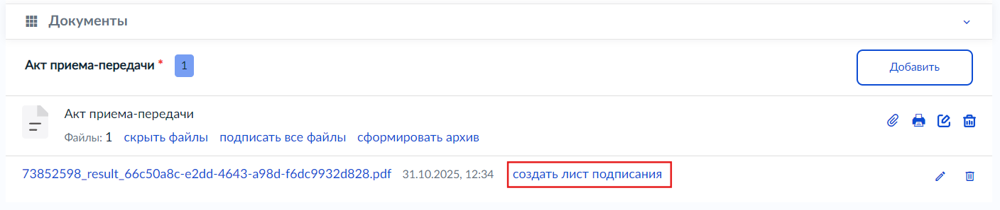 Документы
Акт приема-передачи * 1 Добавить
Акт приема-передачи
Файлы: 1 скрыть файлы подписать все файлы сформировать архив
73852598_result_66c50a8c-e2dd-4643-a98d-f6dc9932d828.pdf 31.10.2025, 12:34 создать лист подписания